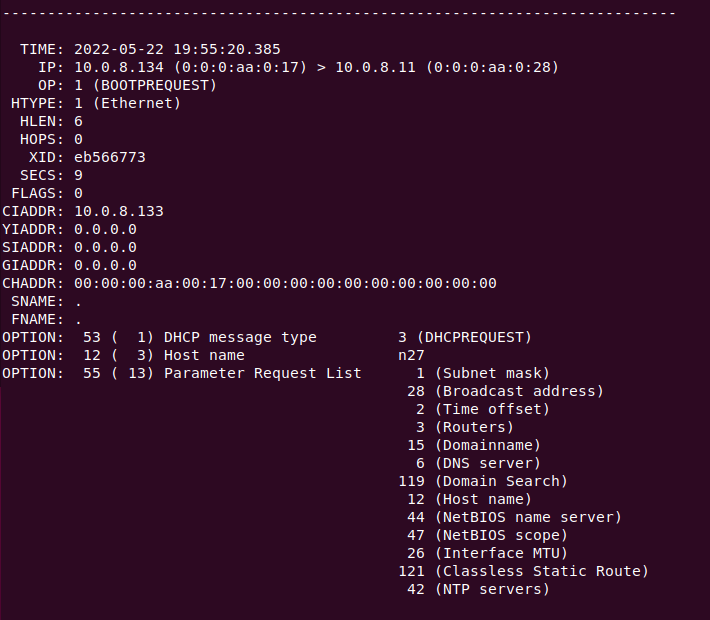 ---------------------------------------------------------------------------
  TIME: 2022-05-22 19:55:20.385
    IP: 10.0.8.134 (0:0:0:aa:0:17) > 10.0.8.11 (0:0:0:aa:0:28)
    OP: 1 (BOOTPREQUEST)
 HTYPE: 1 (Ethernet)
  HLEN: 6
  HOPS: 0
   XID: eb566773
  SECS: 9
 FLAGS: 0
CIADDR: 10.0.8.133
YIADDR: 0.0.0.0
SIADDR: 0.0.0.0
GIADDR: 0.0.0.0
CHADDR: 00:00:00:aa:00:17:00:00:00:00:00:00:00:00:00:00
 SNAME: .
 FNAME: .
OPTION:  53 (  1) DHCP message type         3 (DHCPREQUEST)
OPTION:  12 (  3) Host name                 n27
OPTION:  55 ( 13) Parameter Request List      1 (Subnet mask)
                                             28 (Broadcast address)
                                              2 (Time offset)
                                              3 (Routers)
                                             15 (Domainname)
                                              6 (DNS server)
                                            119 (Domain Search)
                                             12 (Host name)
                                             44 (NetBIOS name server)
                                             47 (NetBIOS scope)
                                             26 (Interface MTU)
                                            121 (Classless Static Route)
                                             42 (NTP servers)